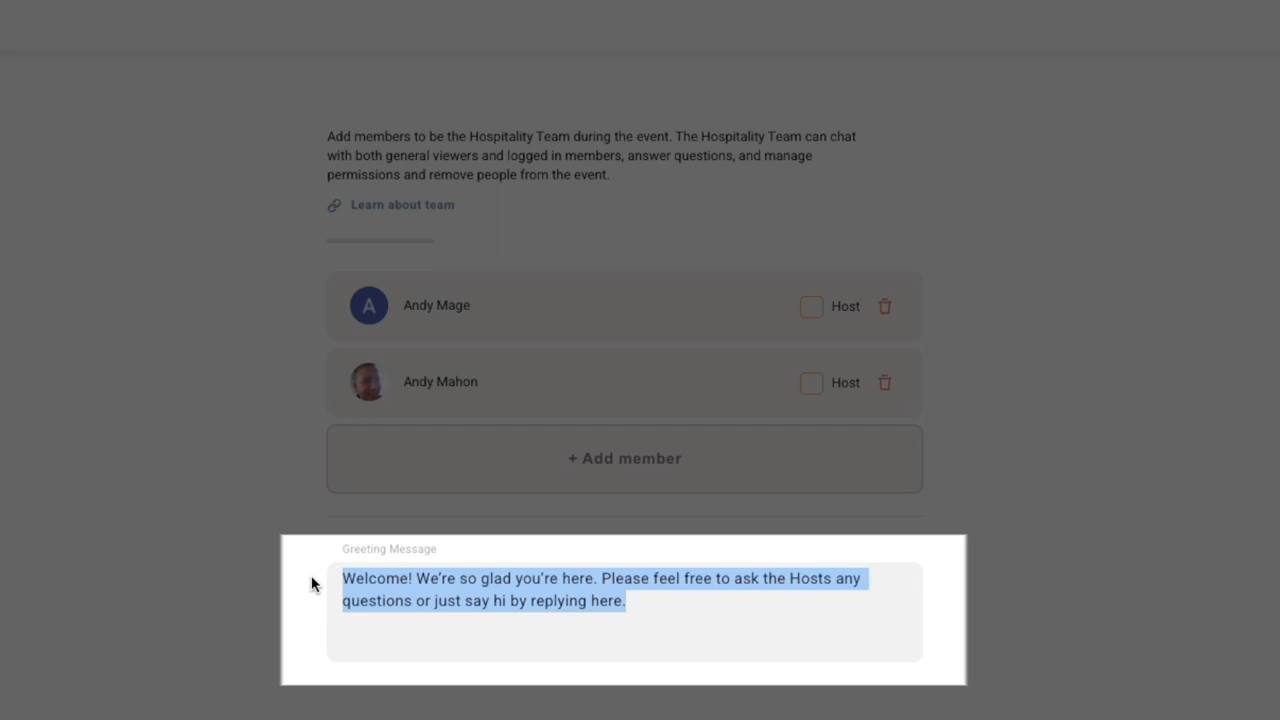 Add members to be the Hospitality Team during the event. The Hospitality Team can chat
with both general viewers and logged in members, answer questions, and manage
permissions and remove people from the event.
Learn about team
A
Andy Mage
Host
Andy Mahon
Host
+ Add member
Greeting Message
Welcome! We’re so glad you’re here. Please feel free to ask the Hosts any
questions or just say hi by replying here.